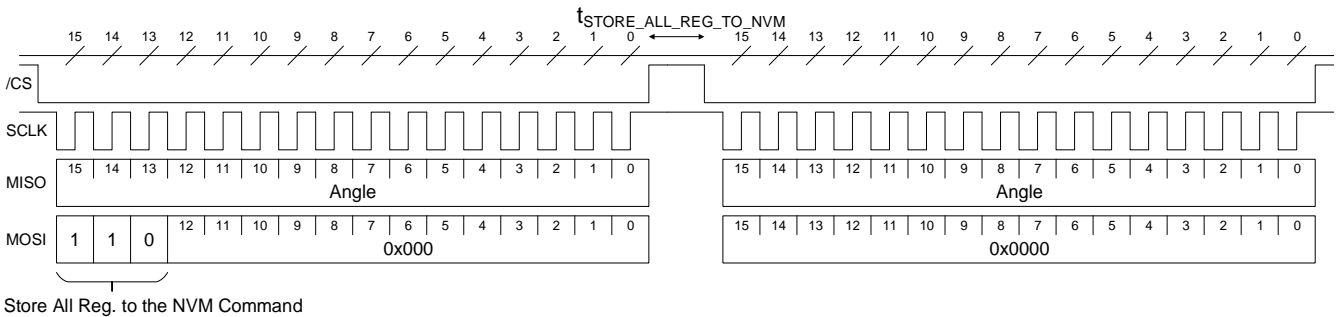 tSTORE_ALL_REG_TO_NVM
15 14 13 12 11 10 9 8 7 6 5 4 3 2 1 0 15 14 13 12 11 10 9 8 7 6 5 4 3 2 1 0
/CS
SCLK
15 14 13 12 11 10 9 8 7 6 5 4 3 2 1 0 15 14 13 12 11 10 9 8 7 6 5 4 3 2 1 0
MISO
Angle Angle
MOSI 1 1 0 12 11 10 9 8 7 6 5 4 3 2 1 0 15 14 13 12 11 10 9 8 7 6 5 4 3 2 1 0
0x000 0x0000
Store All Reg. to the NVM Command